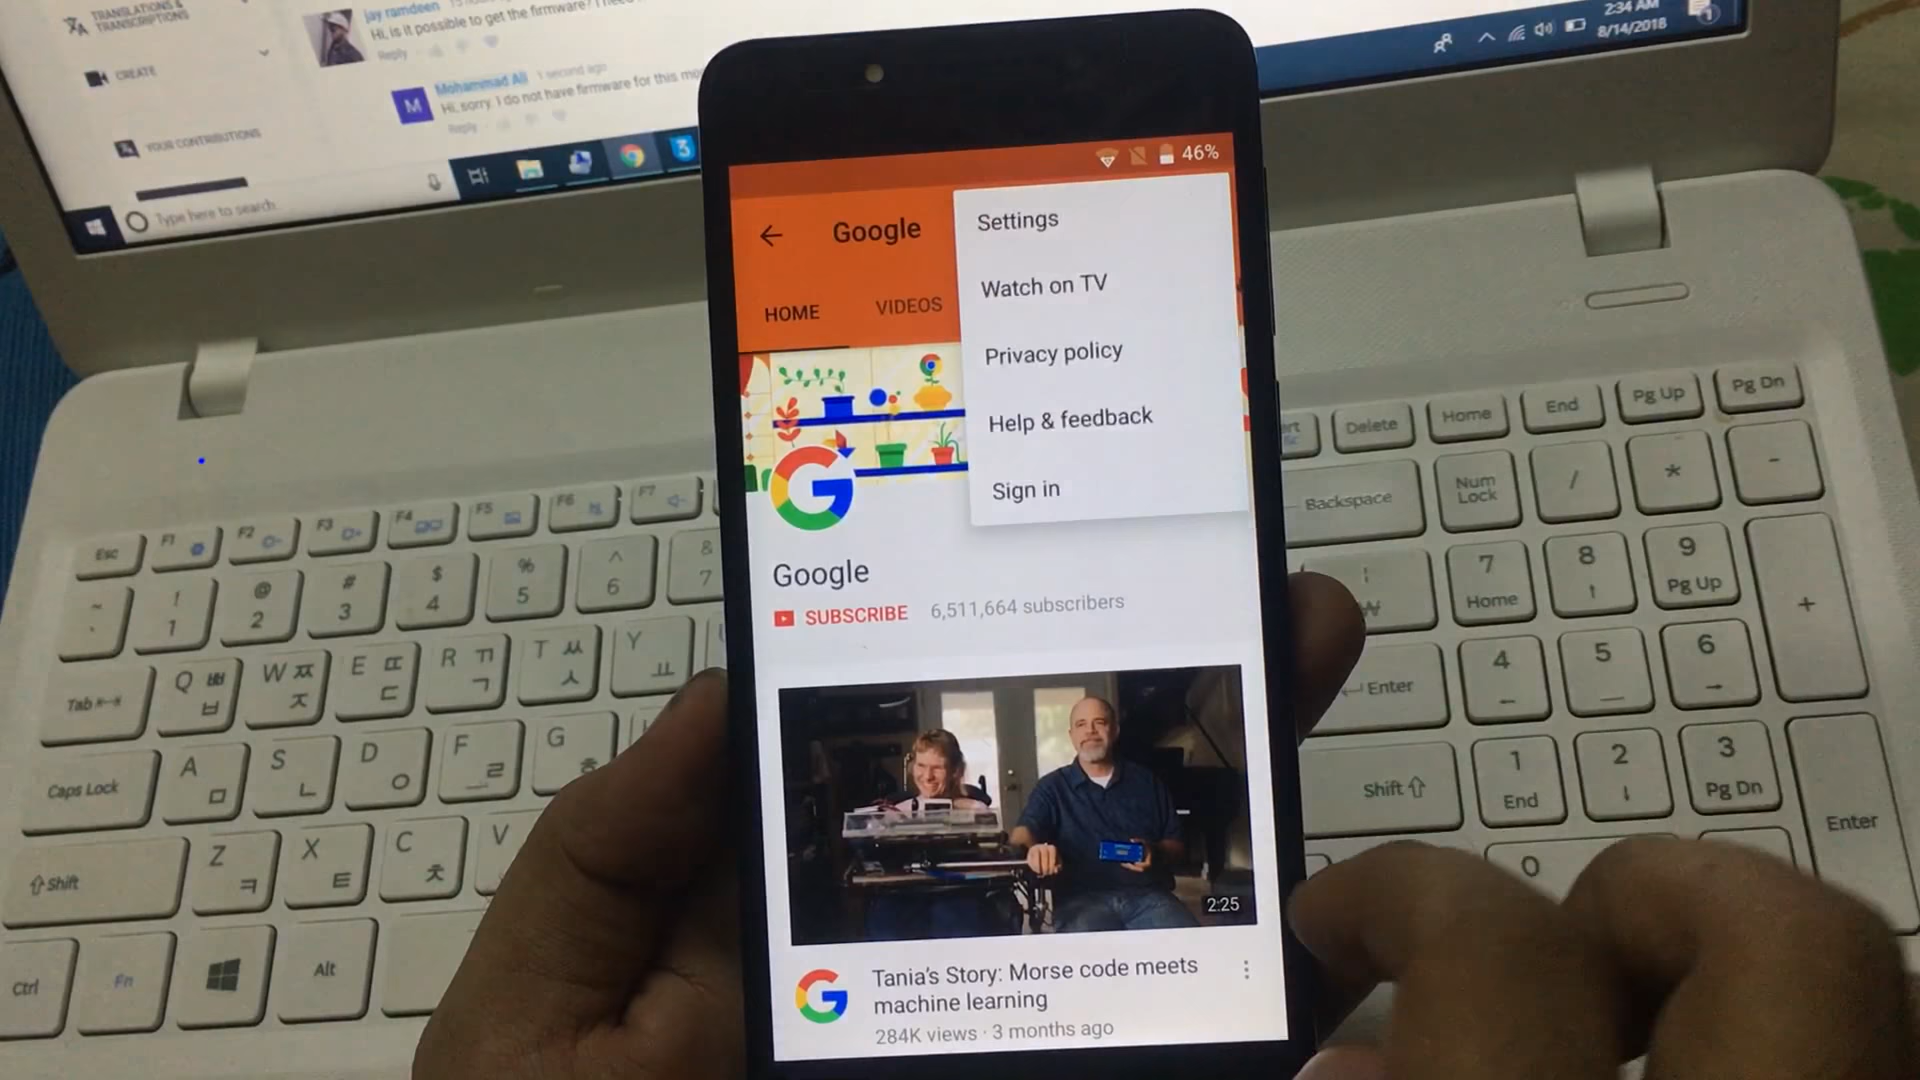 TRANSLATIONS &
TRANSCRIPTIONS
CREATE
YOUR CONTRIBUTIONS
jay ramdeen
Hi, is it possible to get the firmware? I need
Reply
M
Mohammad Ali 1 second ago
Hi, sorry. I do not have firmware for this
Reply
Type here to search
2:34 AM
8/14/2018
1
46%
Google
HOME
VIDEOS
Settings
Watch on TV
Privacy policy
Help & feedback
Sign in
Google
SUBSCRIBE 6,511,664 subscribers
2:25
Tania's Story: Morse code meets
machine learning
284K views · 3 months ago
Esc F1 F2 F3 F4 F5 F6 F7
~ ! @ # $ % ^ &
1 2 3 4 5 6 7
Tab Q ㅃ W ㅉ E ㄸ R ㄲ T ㅆ Y
ㅂ ㅈ ㄷ ㄱ ㅅ ㅛ
Caps Lock A ㅁ S ㄴ D ㅇ F ㄹ G ㅎ
Shift Z ㅋ X ㅌ C ㅊ V
Ctrl Fn Alt
Delete Home End Pg Up Pg Dn
Backspace Num Lock / * -
₩ 7 Home 8 ↑ 9 Pg Up +
Enter 4 ← 5 6 →
Shift 1 End 2 ↓ 3 Pg Dn Enter
0